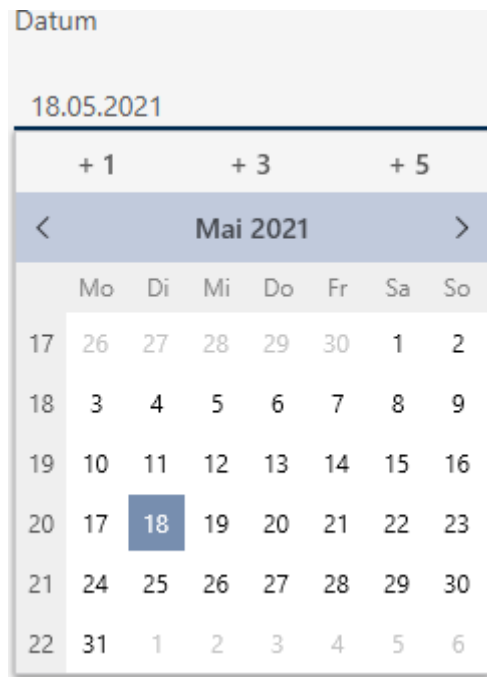 Datum
18.05.2021
+ 1 + 3 + 5
< Mai 2021 >
Mo Di Mi Do Fr Sa So
17 26 27 28 29 30 1 2
18 3 4 5 6 7 8 9
19 10 11 12 13 14 15 16
20 17 18 19 20 21 22 23
21 24 25 26 27 28 29 30
22 31 1 2 3 4 5 6